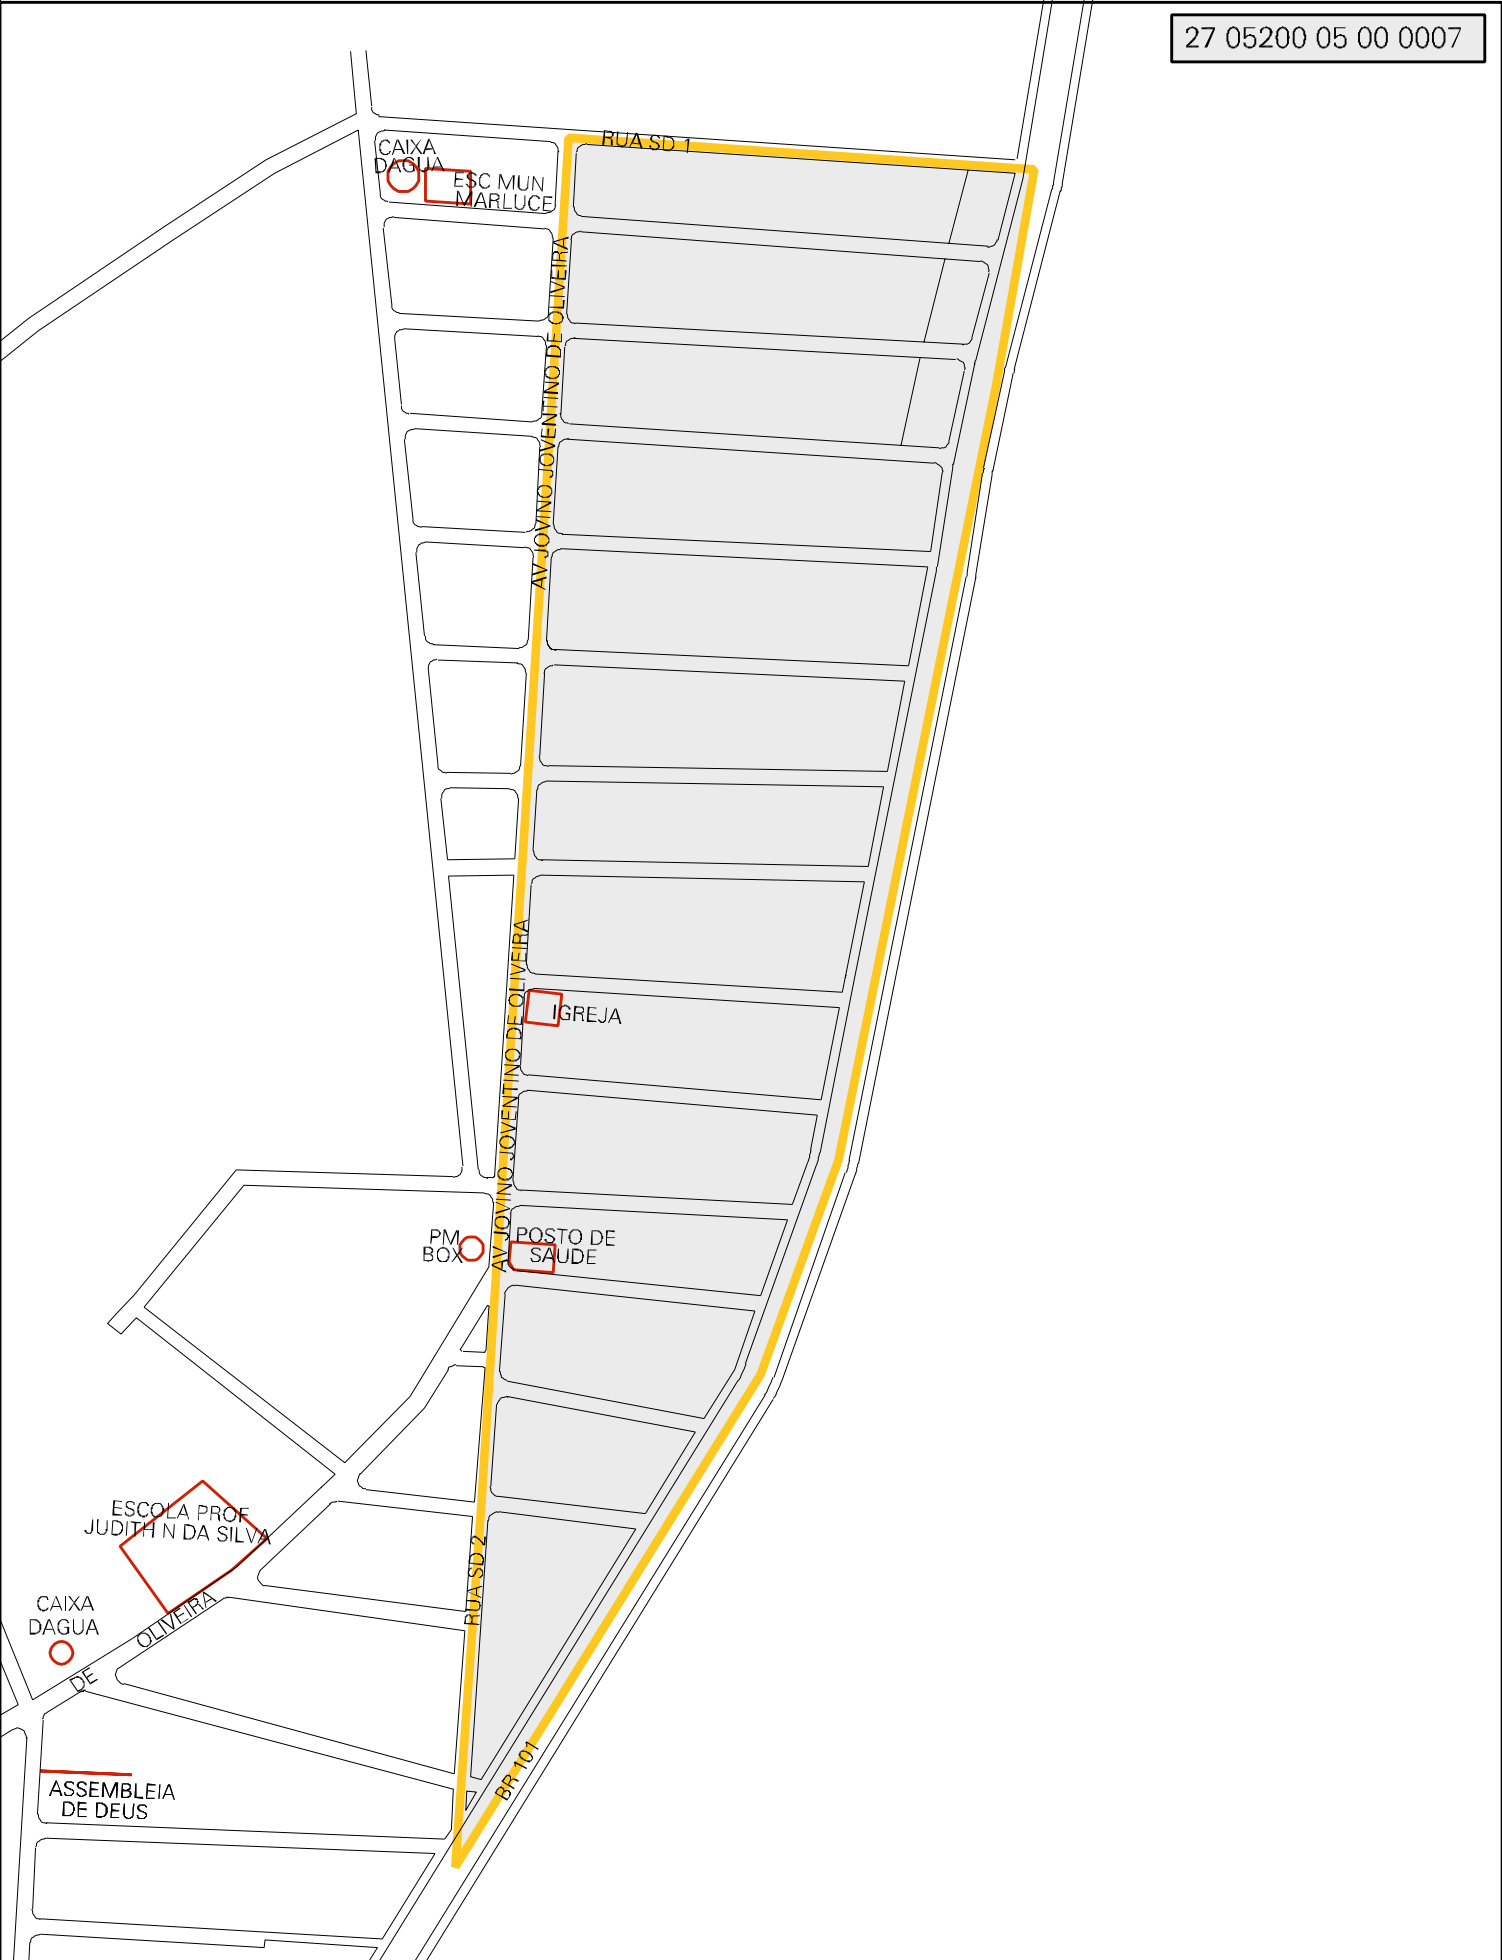 27 05200 05 00 0007
RUA SD 1
CAIXA
DAGUA
ESC MUN
MARLUCE
AV JOVINO JOVENTINO DE OLIVEIRA
AV JOVINO JOVENTINO DE OLIVEIRA
IGREJA
PM
BOX
POSTO DE
SAUDE
ESCOLA PROF
JUDITH N DA SILVA
RUA SD 2
CAIXA
DAGUA
OLIVEIRA
DE
BR 101
ASSEMBLEIA
DE DEUS